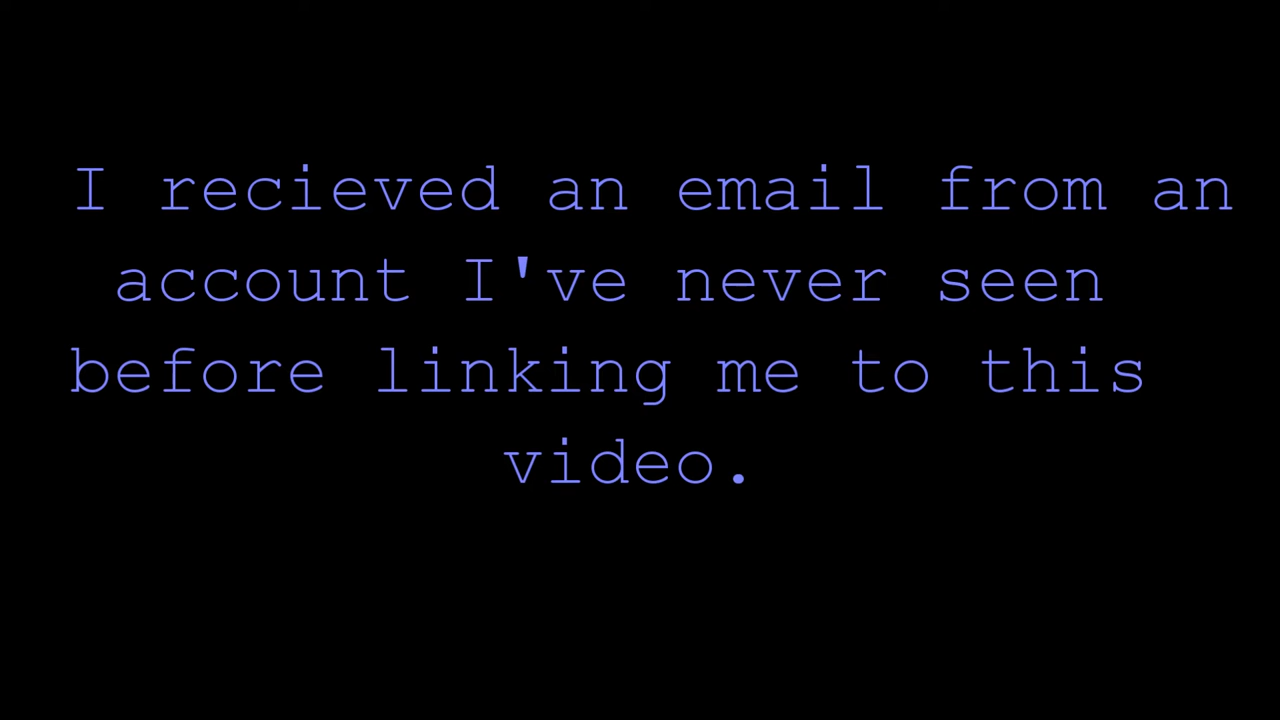 I recieved an email from an
account I've never seen
before linking me to this
video.